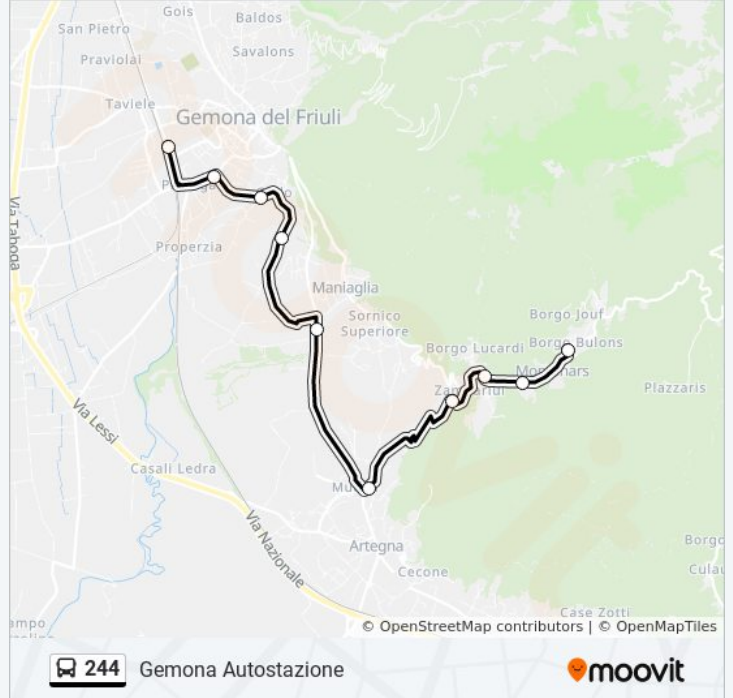 Gois
Baldos
San Pietro
Praviolai
Savalons
Taviele
Gemona del Friuli
Via Taboga
Properzia
Maniaglia
Sornico
Superiore
Borgo Jouf
Borgo Lucardi
Borgo Bulons
Plazzaris
Via Lessi
Casali Ledra
Via Nazionale
Artegna
Cecone
Borgo
Case Zotti
© OpenStreetMap contributors | © OpenMapTiles
244 Gemona Autostazione
moovit